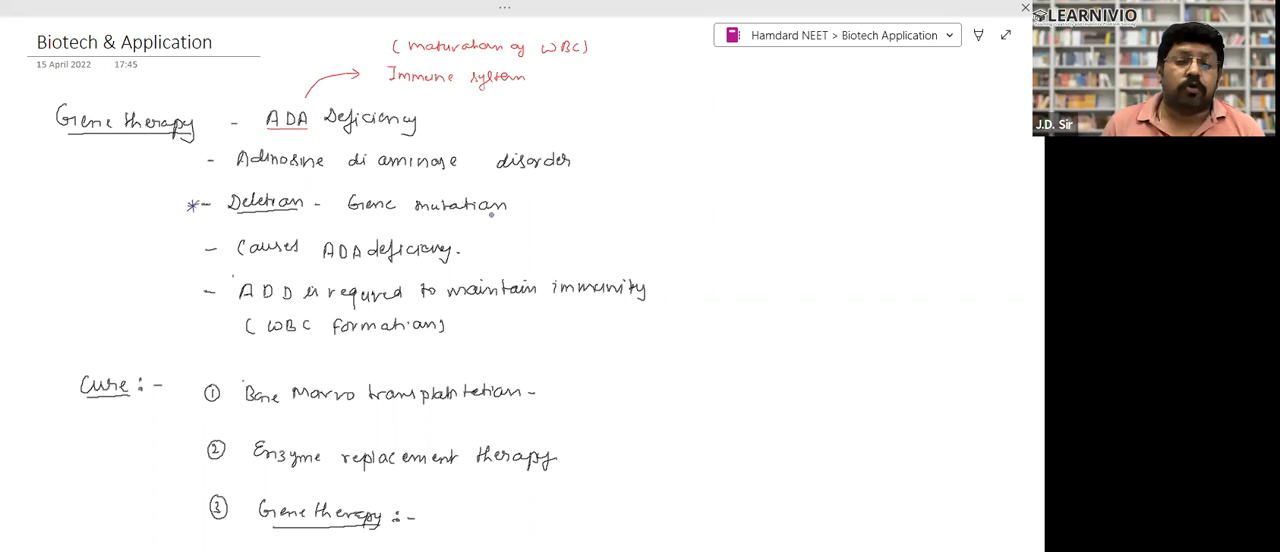 LEARNIVIO
Hamdard NEET > Biotech Application
J.D. Sir
Biotech & Application
15 April 2022 17:45
(maturation of WBC)
Immune system
Gene therapy - ADA Deficiency
- Adinosine di aminase disorder
* - Deletion - Gene mutation
- Causes ADA deficiency.
- ADD is required to maintain immunity
(WBC formation)
Cure :-
① Bone Marro transplantation -
② Enzyme replacement therapy
③ Gene therapy :-